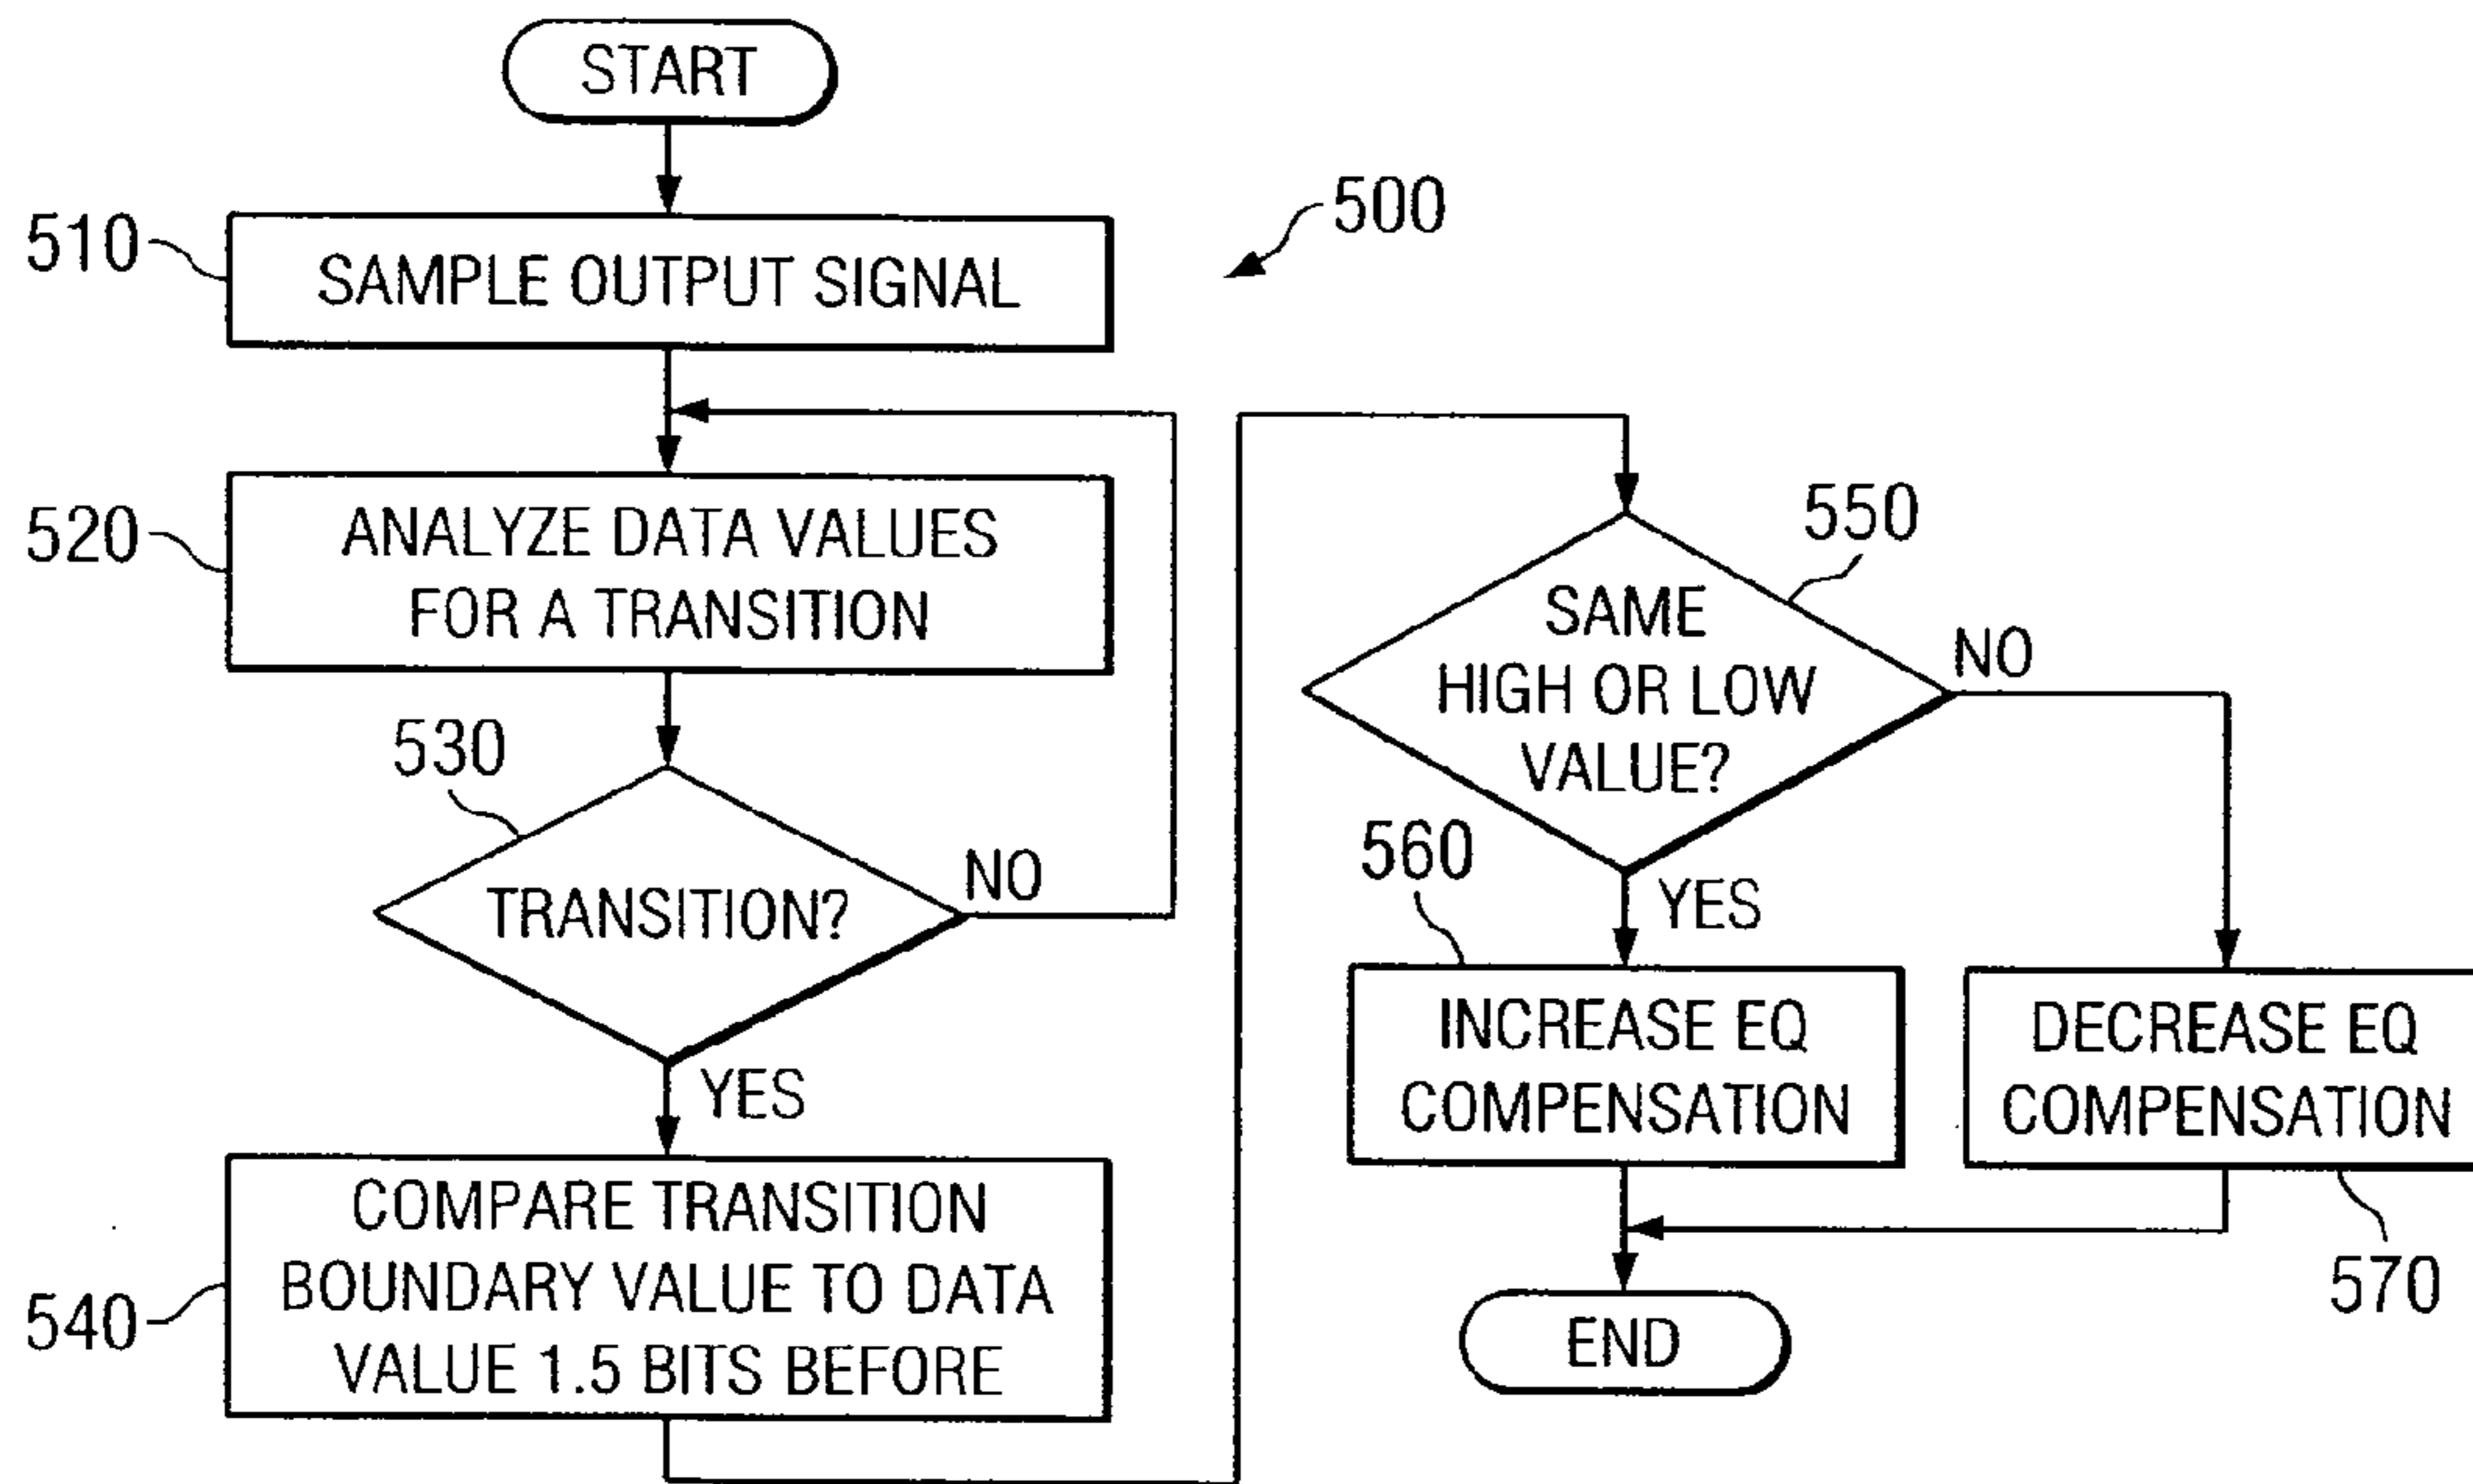 START
500
510
SAMPLE OUTPUT SIGNAL
520
ANALYZE DATA VALUES
FOR A TRANSITION
530
TRANSITION?
NO
YES
540
COMPARE TRANSITION
BOUNDARY VALUE TO DATA
VALUE 1.5 BITS BEFORE
550
SAME
HIGH OR LOW
VALUE?
NO
YES
560
INCREASE EQ
COMPENSATION
DECREASE EQ
COMPENSATION
570
END